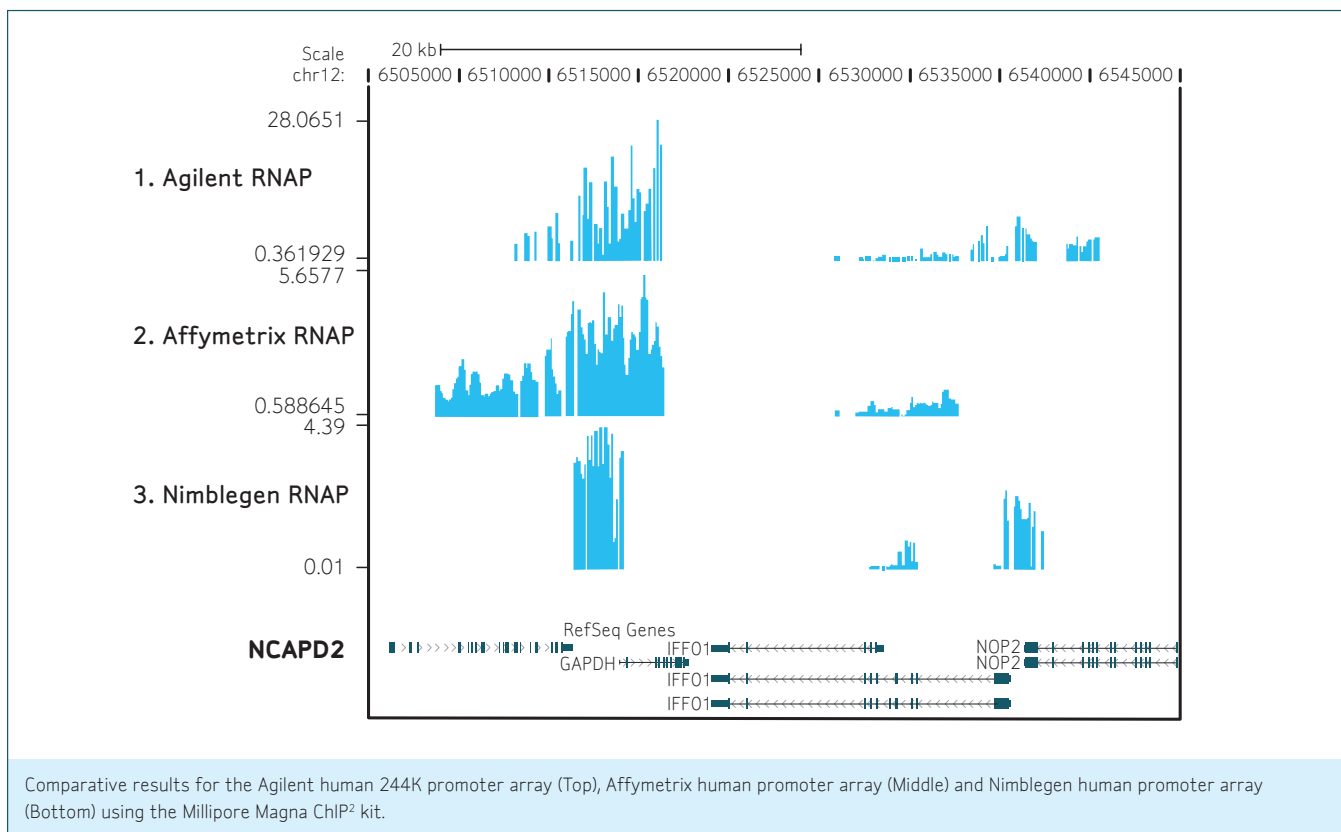 Scale 20 kb
chr12: 6505000 6510000 6515000 6520000 6525000 6530000 6535000 6540000 6545000
28.0651
1. Agilent RNAP
0.361929
5.6577
2. Affymetrix RNAP
0.588645
4.39
3. Nimblegen RNAP
0.01
RefSeq Genes
NCAPD2 IFFO1 NOP2
GAPDH NOP2
IFFO1
IFFO1
Comparative results for the Agilent human 244K promoter array (Top), Affymetrix human promoter array (Middle) and Nimblegen human promoter array
(Bottom) using the Millipore Magna ChIP² kit.